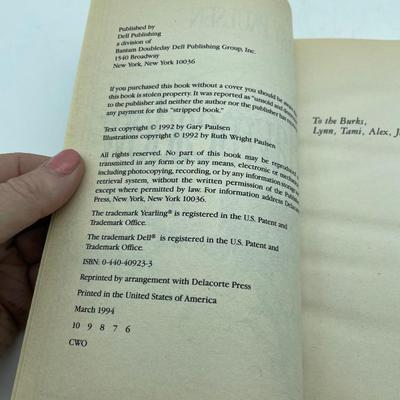 PAULSEN
Published by
Dell Publishing
a division of
Bantam Doubleday Dell Publishing Group, Inc.
1540 Broadway
New York, New York 10036
If you purchased this book without a cover you should be aware
this book is stolen property. It was reported as "unsold and destroyed"
to the publisher and neither the author nor the publisher has received
any payment for this "stripped book."
Text copyright © 1992 by Gary Paulsen
Illustrations copyright © 1992 by Ruth Wright Paulsen
All rights reserved. No part of this book may be reproduced
transmitted in any form or by any means, electronic or mechanical,
including photocopying, recording, or by any information storage
retrieval system, without the written permission of the Publisher,
except where permitted by law. For information address Delacorte
Press, New York, New York 10036.
The trademark Yearling® is registered in the U.S. Patent and
Trademark Office.
The trademark Dell® is registered in the U.S. Patent and
Trademark Office.
ISBN: 0-440-40923-3
Reprinted by arrangement with Delacorte Press
Printed in the United States of America
March 1994
10 9 8 7 6
CWO
To the Burks,
Lynn, Tami, Alex, J